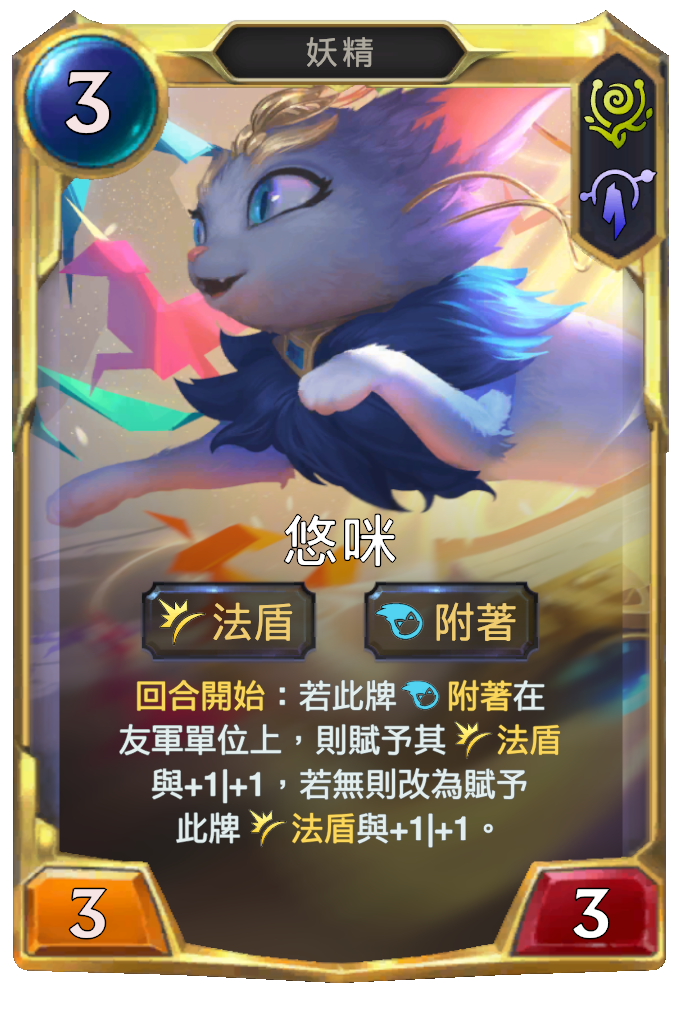 妖精
3
悠咪
法盾 附著
回合開始：若此牌 附著在
友軍單位上，則賦予其 法盾
與+1|+1，若無則改為賦予
此牌 法盾與+1|+1。
3 3